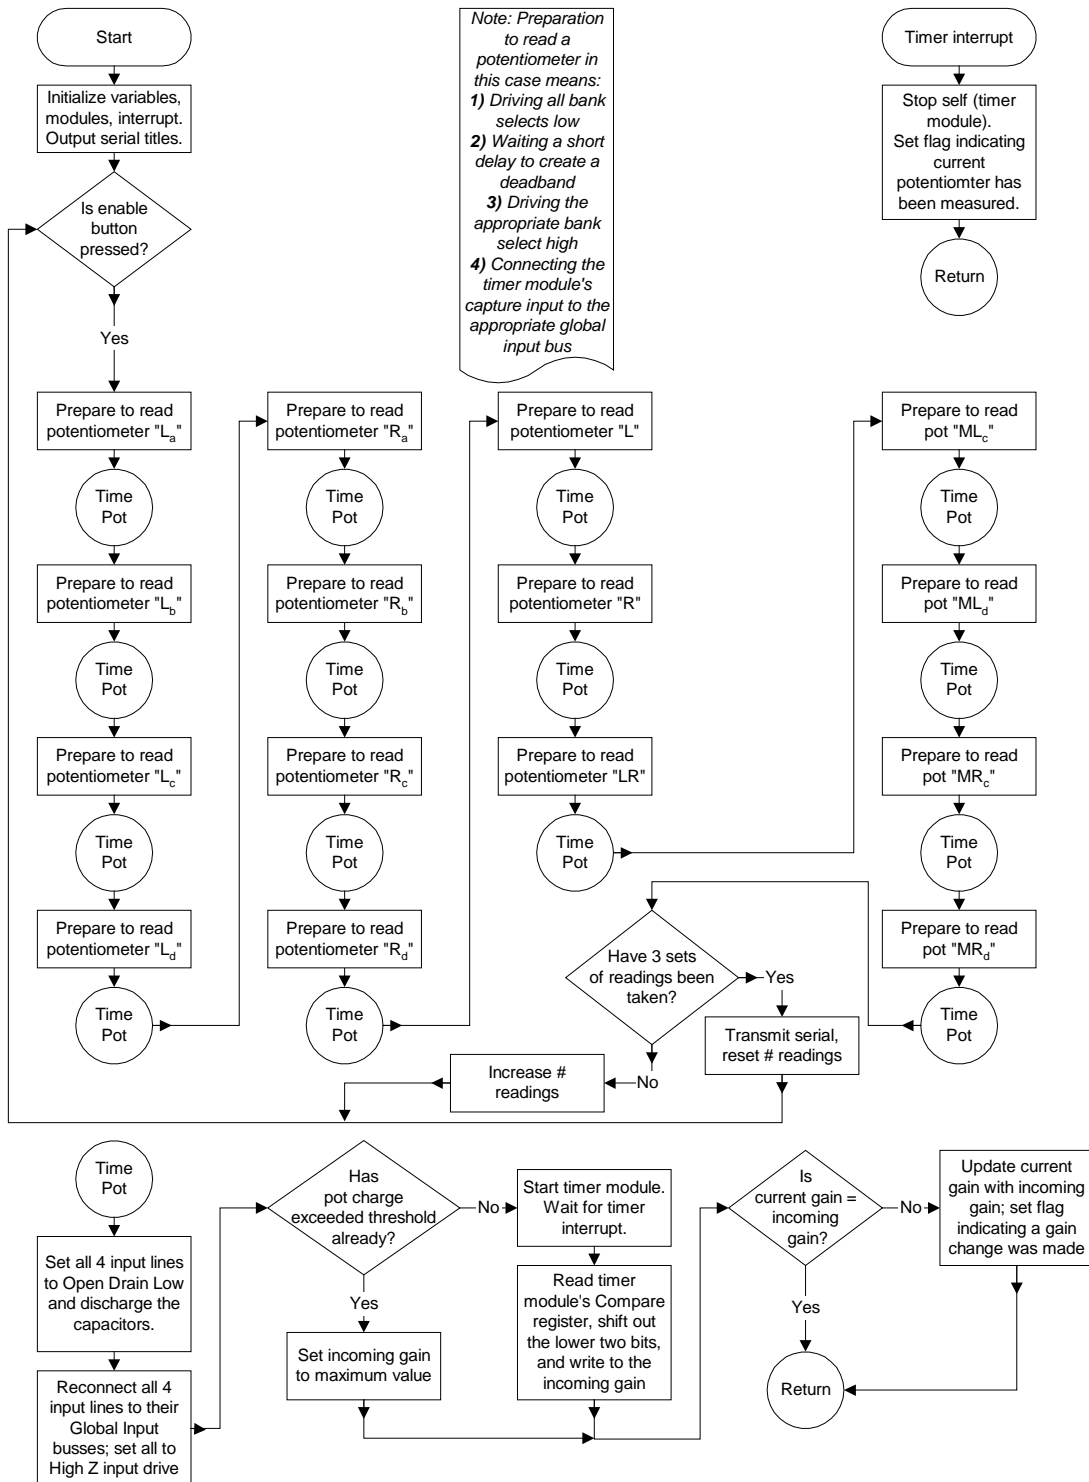 Start
Initialize variables,
modules, interrupt.
Output serial titles.
Is enable
button
pressed?
Yes
Note: Preparation
to read a
potentiometer in
this case means:
1) Driving all bank
selects low
2) Waiting a short
delay to create a
deadband
3) Driving the
appropriate bank
select high
4) Connecting the
timer module's
capture input to the
appropriate global
input bus
Timer interrupt
Stop self (timer
module).
Set flag indicating
current
potentiomter has
been measured.
Return
Prepare to read
potentiometer "La"
Time
Pot
Prepare to read
potentiometer "Lb"
Time
Pot
Prepare to read
potentiometer "Lc"
Time
Pot
Prepare to read
potentiometer "Ld"
Time
Pot
Prepare to read
potentiometer "Ra"
Time
Pot
Prepare to read
potentiometer "Rb"
Time
Pot
Prepare to read
potentiometer "Rc"
Time
Pot
Prepare to read
potentiometer "Rd"
Time
Pot
Prepare to read
potentiometer "L"
Time
Pot
Prepare to read
potentiometer "R"
Time
Pot
Prepare to read
potentiometer "LR"
Time
Pot
Prepare to read
pot "MLc"
Time
Pot
Prepare to read
pot "MLd"
Time
Pot
Prepare to read
pot "MRc"
Time
Pot
Prepare to read
pot "MRd"
Time
Pot
Have 3 sets
of readings been
taken?
Yes
Transmit serial,
reset # readings
No
Increase #
readings
Time
Pot
Set all 4 input lines
to Open Drain Low
and discharge the
capacitors.
Reconnect all 4
input lines to their
Global Input
busses; set all to
High Z input drive
Has
pot charge
exceeded threshold
already?
No
Yes
Set incoming gain
to maximum value
Start timer module.
Wait for timer
interrupt.
Read timer
module's Compare
register, shift out
the lower two bits,
and write to the
incoming gain
Is
current gain =
incoming
gain?
No
Yes
Update current
gain with incoming
gain; set flag
indicating a gain
change was made
Return